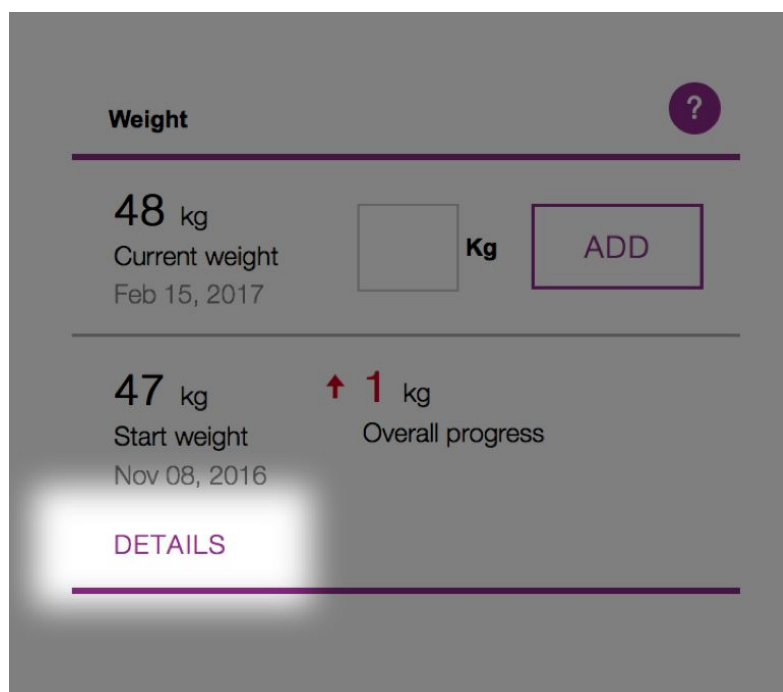 Weight
?
48 kg
Current weight
Feb 15, 2017
Kg
ADD
47 kg
Start weight
Nov 08, 2016
1 kg
Overall progress
DETAILS